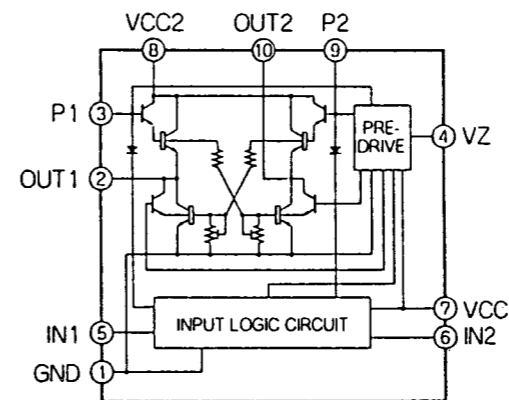 VCC2 OUT2 P2
8 10 9
P1 3
PRE-
DRIVE
4 VZ
OUT1 2
7 VCC
IN1 5
INPUT LOGIC CIRCUIT
6 IN2
GND 1